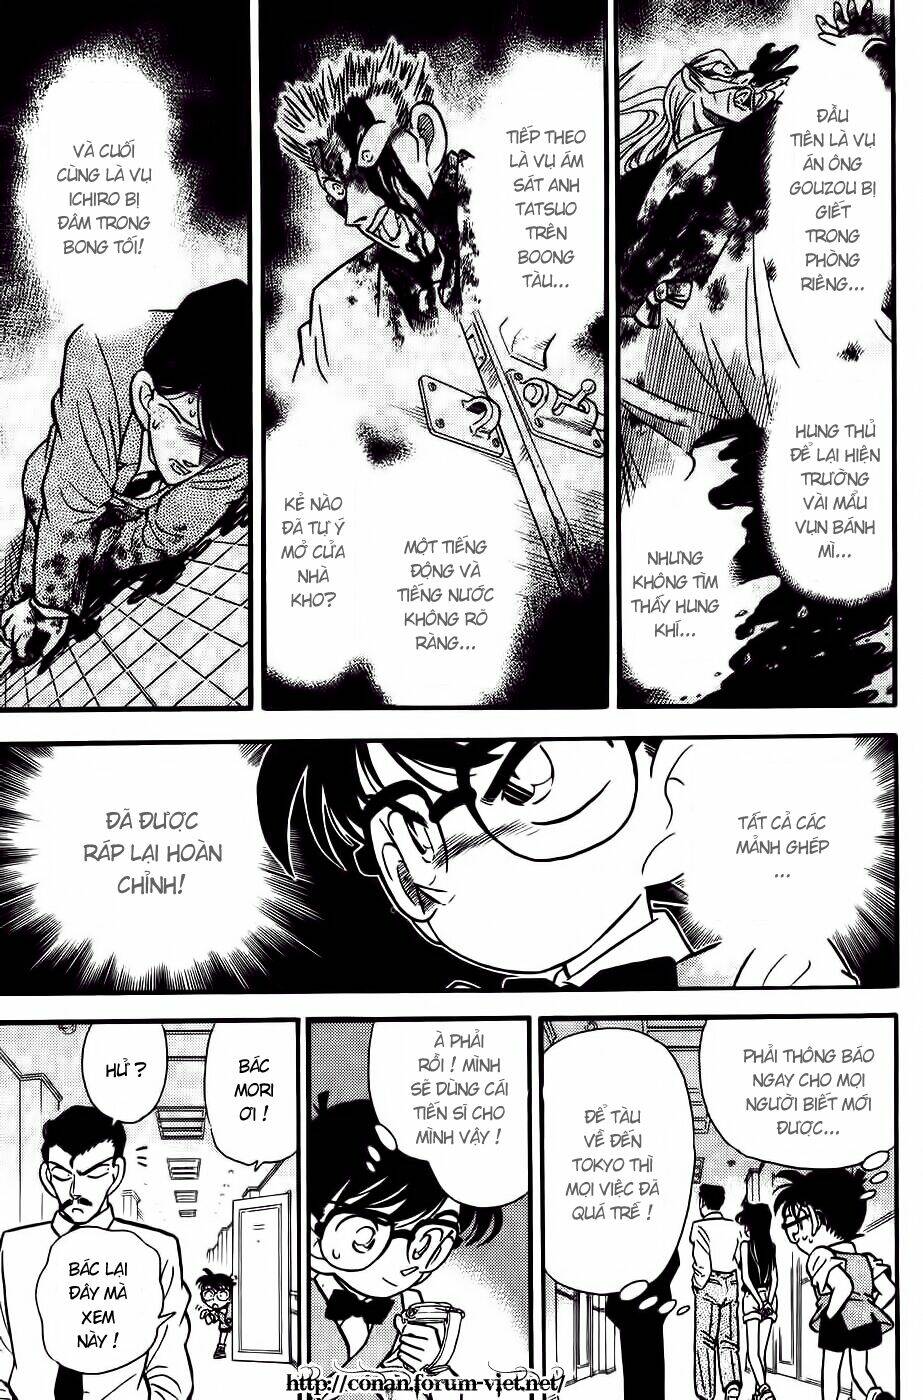 ĐẦU
TIÊN LÀ VỤ
ÁN ÔNG
GOUZOU BỊ
GIẾT
TRONG
PHÒNG
RIÊNG...
HUNG THỦ
ĐỂ LẠI HIỆN
TRƯỜNG
VÀI MẨU
VỤN BÁNH
MÌ...
NHƯNG
KHÔNG TÌM
THẤY HUNG
KHÍ...
TIẾP THEO
LÀ VỤ ÁM
SÁT ANH
TATSUO
TRÊN
BOONG
TÀU...
MỘT TIẾNG
ĐỘNG VÀ
TIẾNG NƯỚC
KHÔNG RÕ
RÀNG...
KẺ NÀO
ĐÃ TỰ Ý
MỞ CỬA
NHÀ
KHO?
VÀ CUỐI
CÙNG LÀ VỤ
ICHIRO BỊ
ĐÂM TRONG
BONG TỐI!
TẤT CẢ CÁC
MẢNH GHÉP
...
ĐÃ ĐƯỢC
RÁP LẠI HOÀN
CHỈNH!
PHẢI THÔNG BÁO
NGAY CHO MỌI
NGƯỜI BIẾT MỚI
ĐƯỢC...
ĐỂ TÀU
VỀ ĐẾN
TOKYO THÌ
MỌI VIỆC ĐÃ
QUÁ TRỄ !
À PHẢI
RỒI ! MÌNH
SẼ DÙNG CÁI
TIẾN SĨ CHO
MÌNH VẬY !
BÁC
MORI
ƠI !
HỬ ?
BÁC LẠI
ĐÂY MÀ
XEM
NÀY !
http://conan.forum-viet.net/